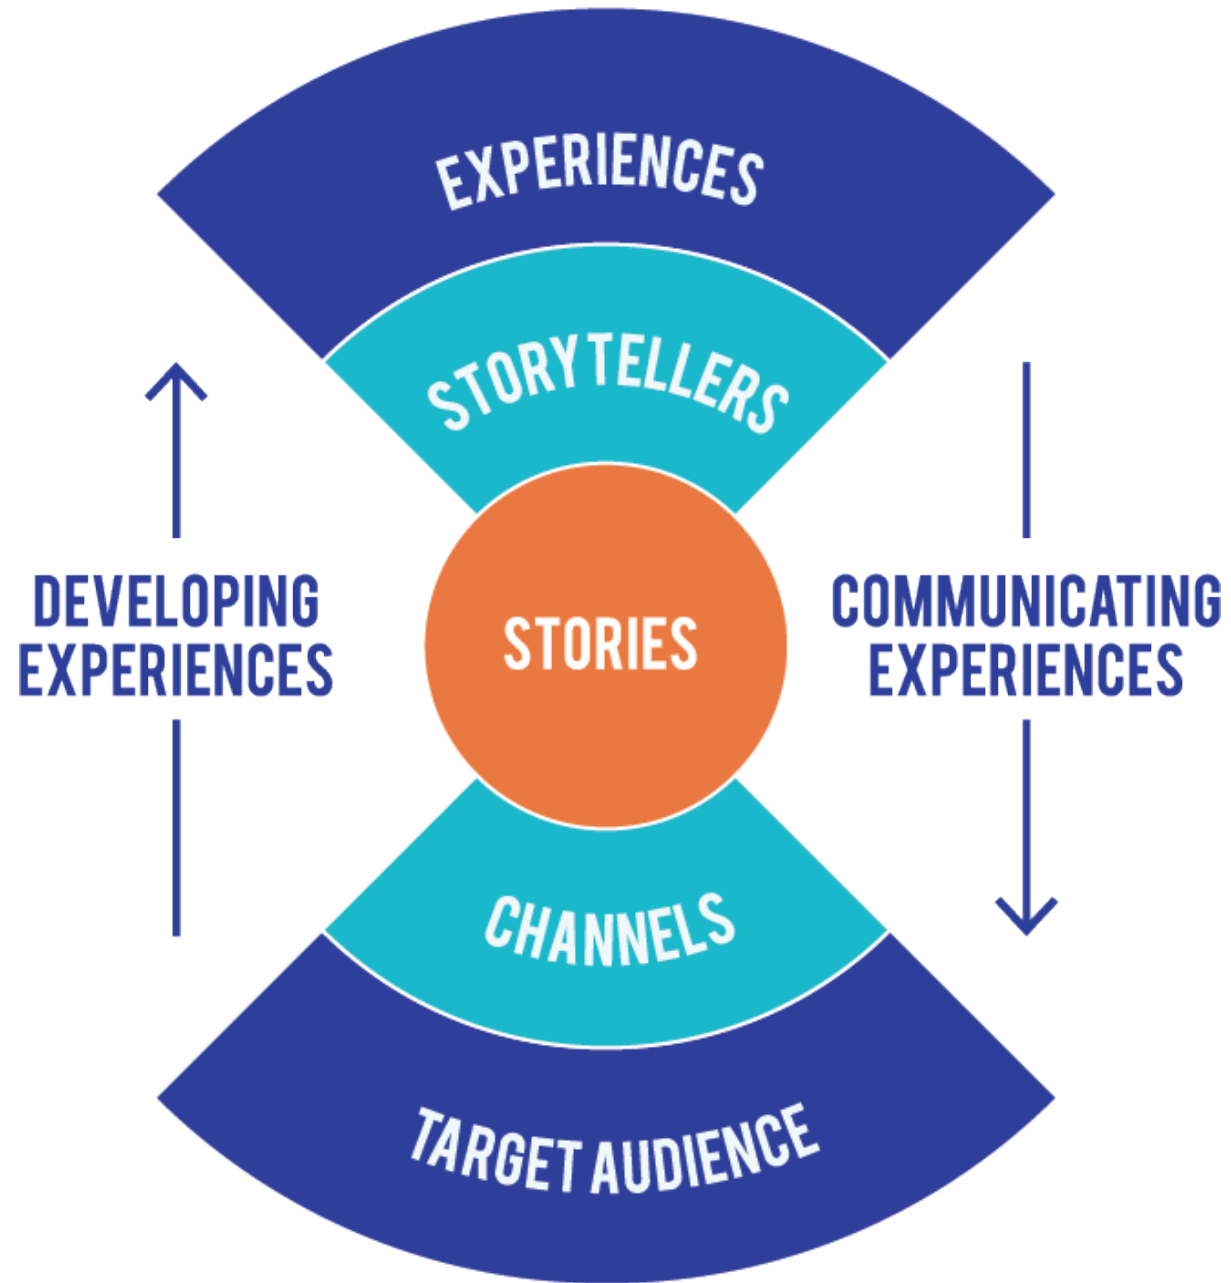 EXPERIENCES
STORYTELLERS
DEVELOPING
EXPERIENCES
STORIES
COMMUNICATING
EXPERIENCES
CHANNELS
TARGET AUDIENCE